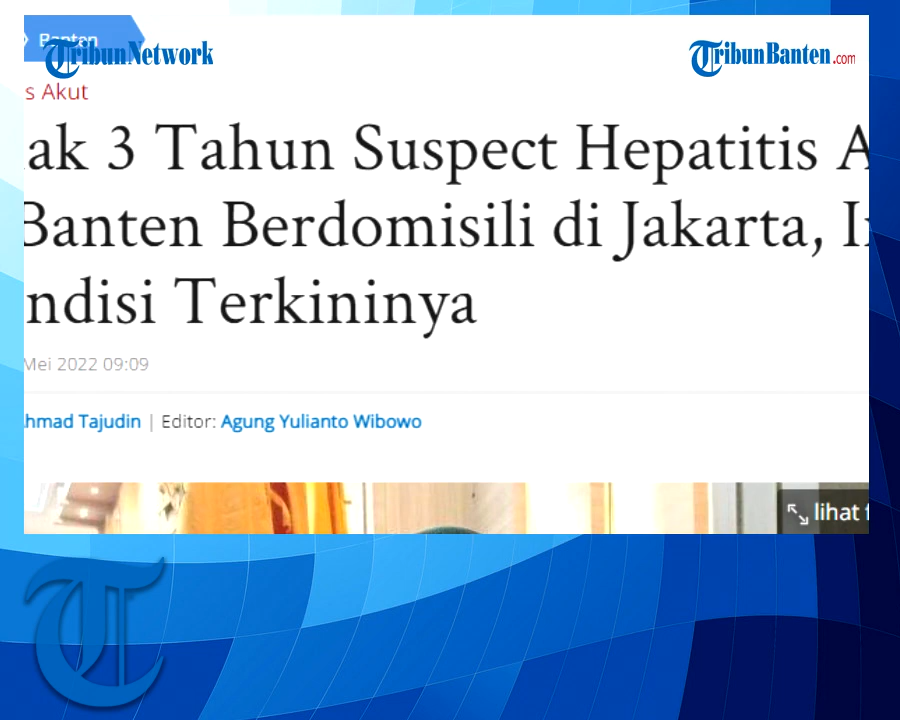 Banten
TribunNetwork
TribunBanten.com
s Akut
ak 3 Tahun Suspect Hepatitis A
Banten Berdomisili di Jakarta, I
ndisi Terkininya
Mei 2022 09:09
hmad Tajudin | Editor: Agung Yulianto Wibowo
lihat f
T